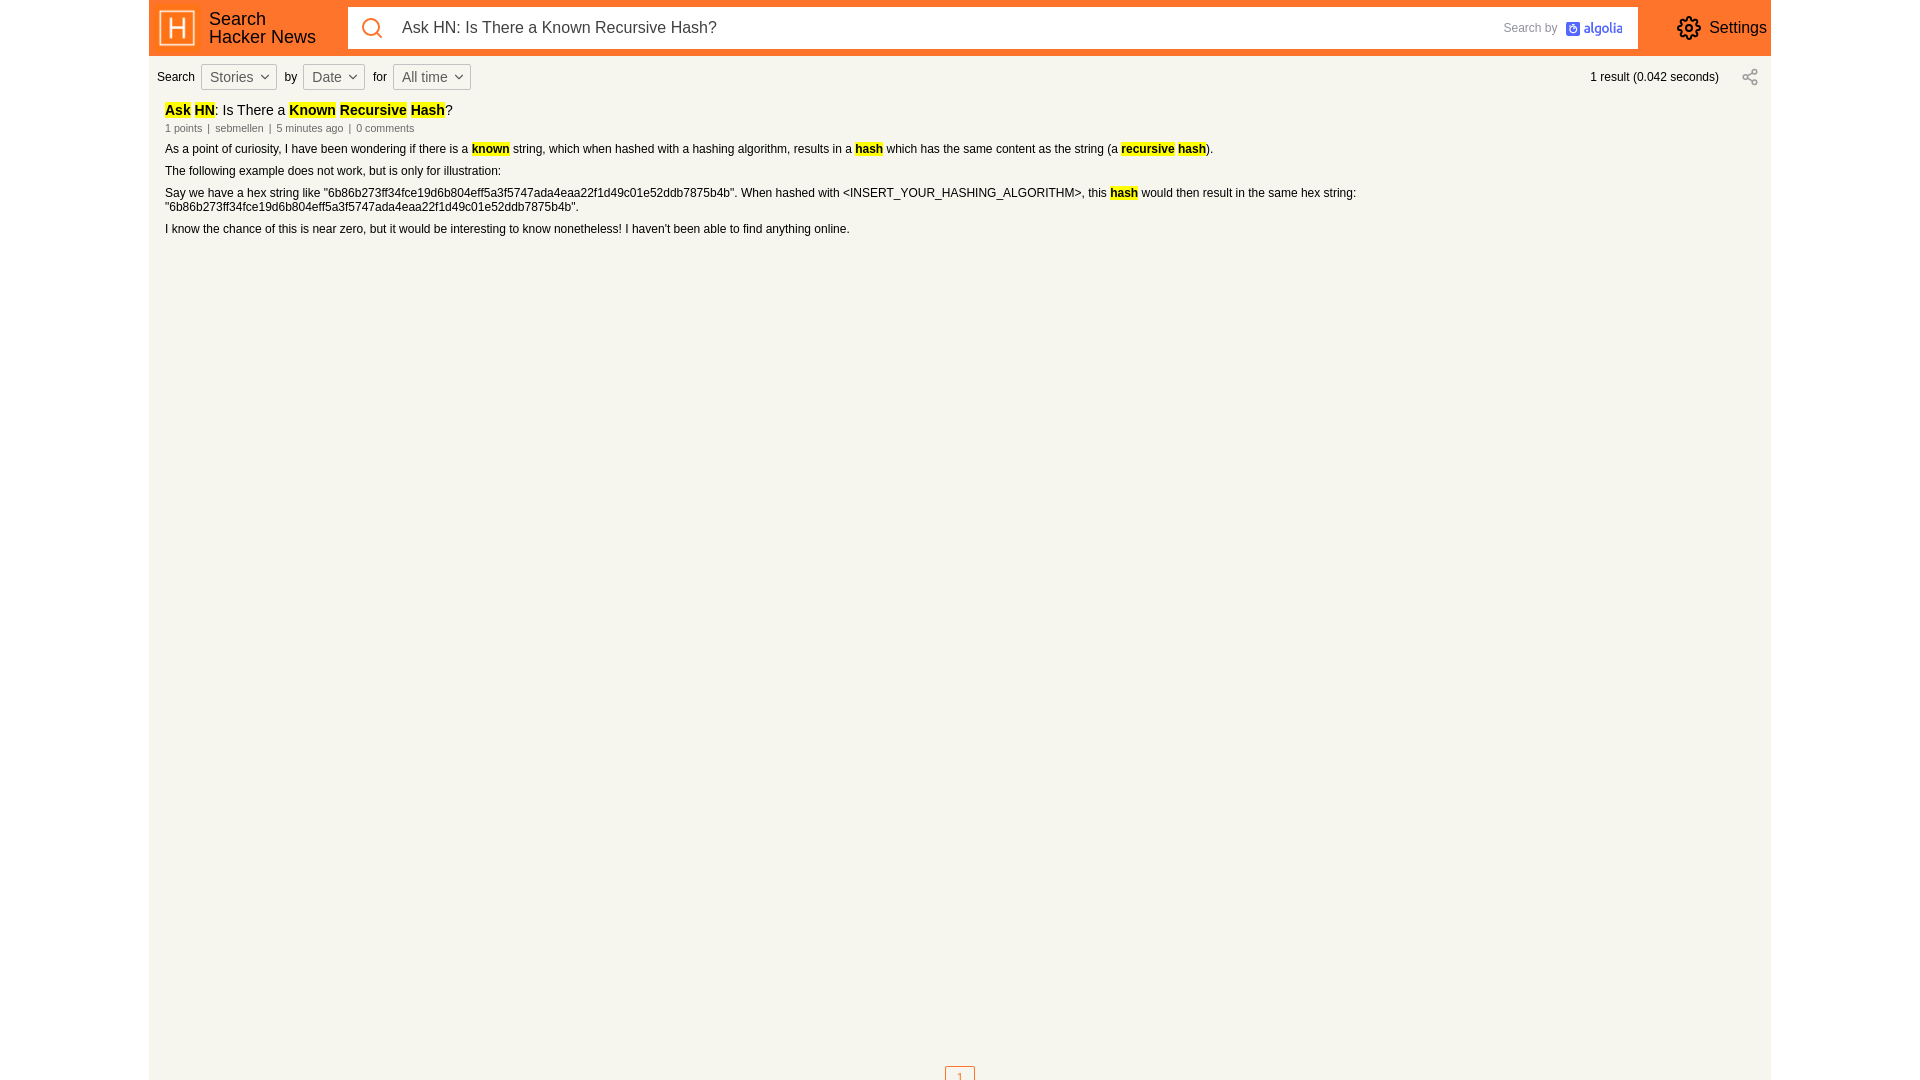 H
Search
Hacker News
Ask HN: Is There a Known Recursive Hash?
Search by algolia
Settings
Search Stories by Date for All time
1 result (0.042 seconds)
Ask HN: Is There a Known Recursive Hash?
1 points | sebmellen | 5 minutes ago | 0 comments
As a point of curiosity, I have been wondering if there is a known string, which when hashed with a hashing algorithm, results in a hash which has the same content as the string (a recursive hash).
The following example does not work, but is only for illustration:
Say we have a hex string like "6b86b273ff34fce19d6b804eff5a3f5747ada4eaa22f1d49c01e52ddb7875b4b". When hashed with <INSERT_YOUR_HASHING_ALGORITHM>, this hash would then result in the same hex string:
"6b86b273ff34fce19d6b804eff5a3f5747ada4eaa22f1d49c01e52ddb7875b4b".
I know the chance of this is near zero, but it would be interesting to know nonetheless! I haven't been able to find anything online.
1